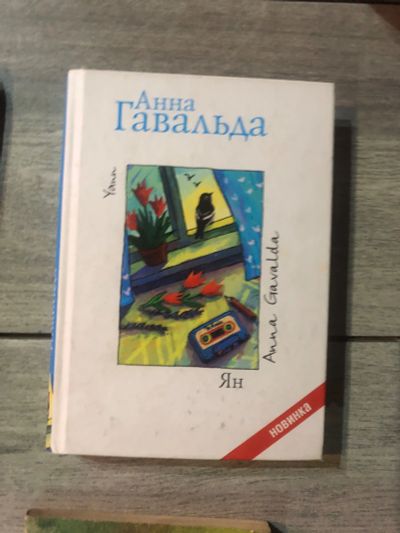 Анна
Гавальда
Yann
Anna Gavalda
Ян
новинка